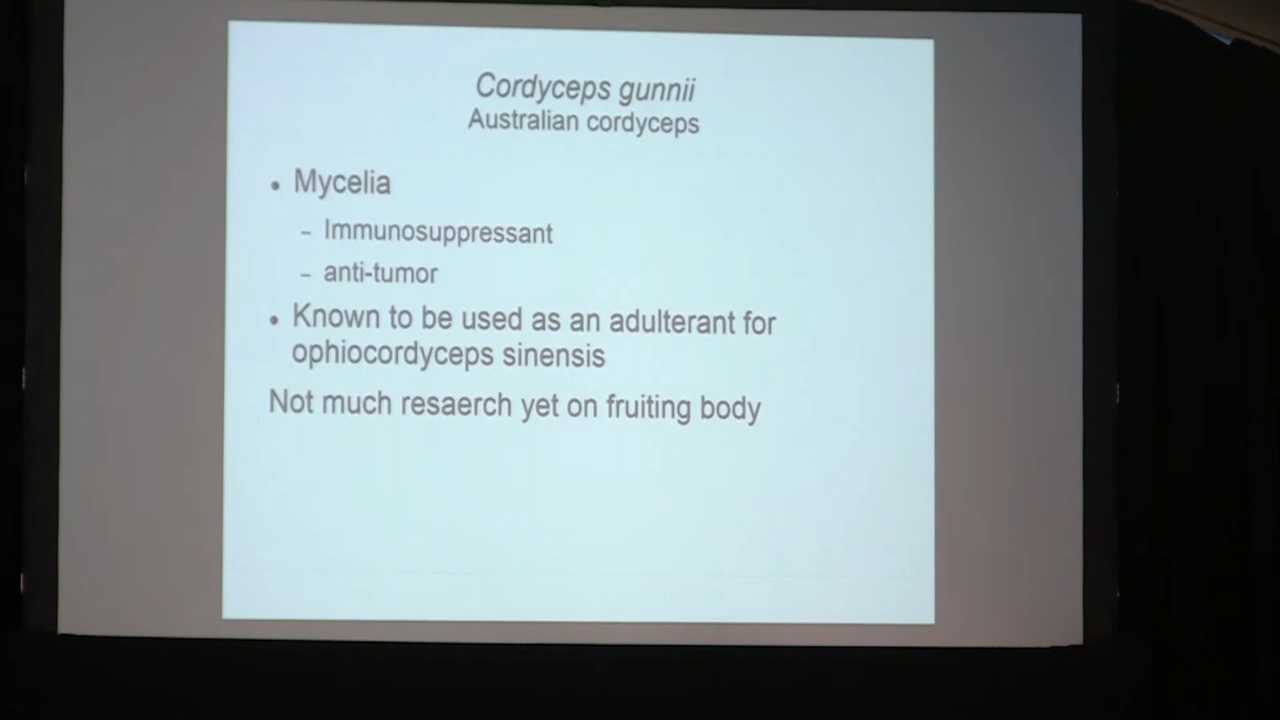 Cordyceps gunnii
Australian cordyceps
• Mycelia
– Immunosuppressant
– anti-tumor
• Known to be used as an adulterant for
ophiocordyceps sinensis
Not much resaerch yet on fruiting body